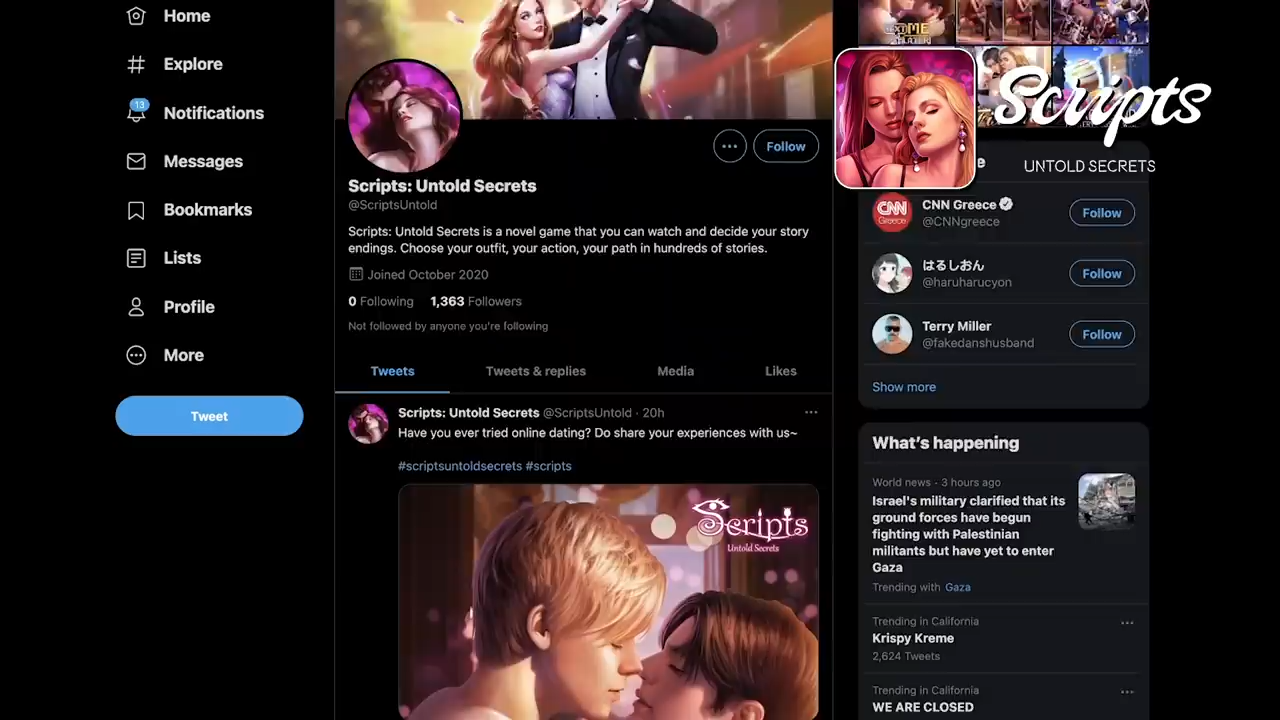 Home
Explore
13
Notifications
Messages
Bookmarks
Lists
Profile
More
Tweet
Follow
Scripts: Untold Secrets
@ScriptsUntold
Scripts: Untold Secrets is a novel game that you can watch and decide your story
endings. Choose your outfit, your action, your path in hundreds of stories.
Joined October 2020
0 Following 1,363 Followers
Not followed by anyone you're following
Tweets Tweets & replies Media Likes
Scripts: Untold Secrets @ScriptsUntold · 20h
Have you ever tried online dating? Do share your experiences with us~
#scriptsuntoldsecrets #scripts
Scripts
Untold Secrets
Scripts
UNTOLD SECRETS
CNN Greece
CNN Greece
@CNNgreece
Follow
はるしおん
@haruharucyon
Follow
Terry Miller
@fakedanshusband
Follow
Show more
What's happening
World news · 3 hours ago
Israel's military clarified that its
ground forces have begun
fighting with Palestinian
militants but have yet to enter
Gaza
Trending with Gaza
Trending in California
Krispy Kreme
2,624 Tweets
Trending in California
WE ARE CLOSED